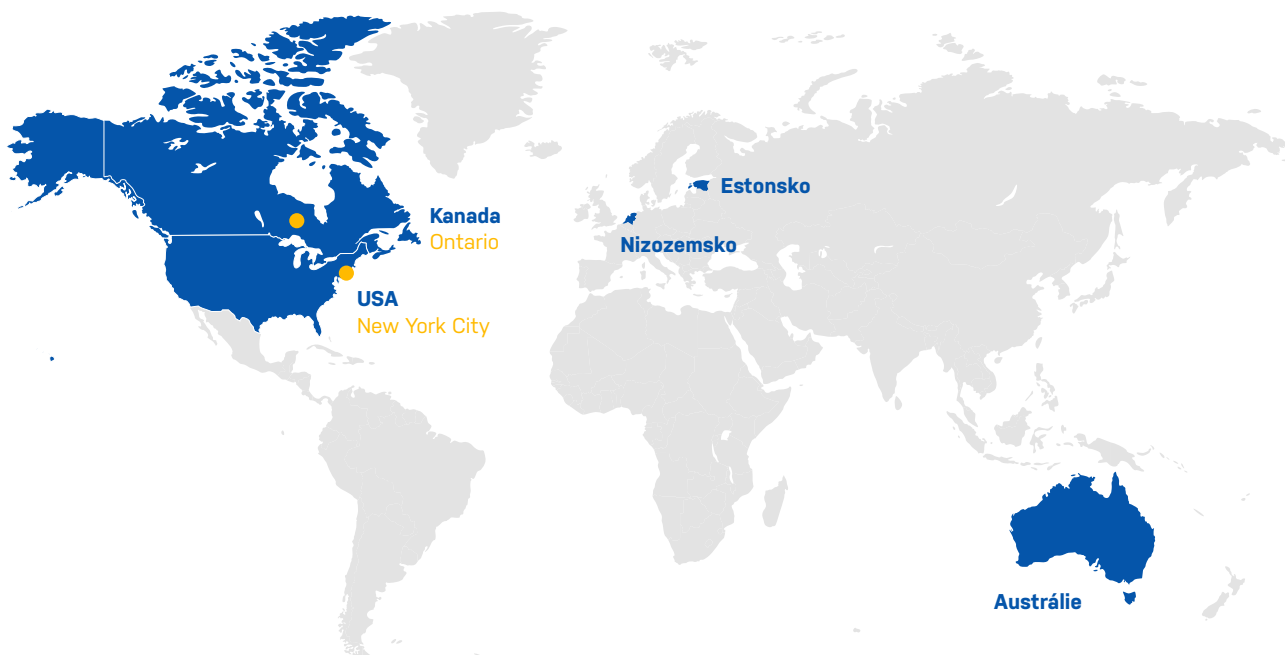 Estonsko
Kanada
Ontario
Nizozemsko
USA
New York City
Austrálie